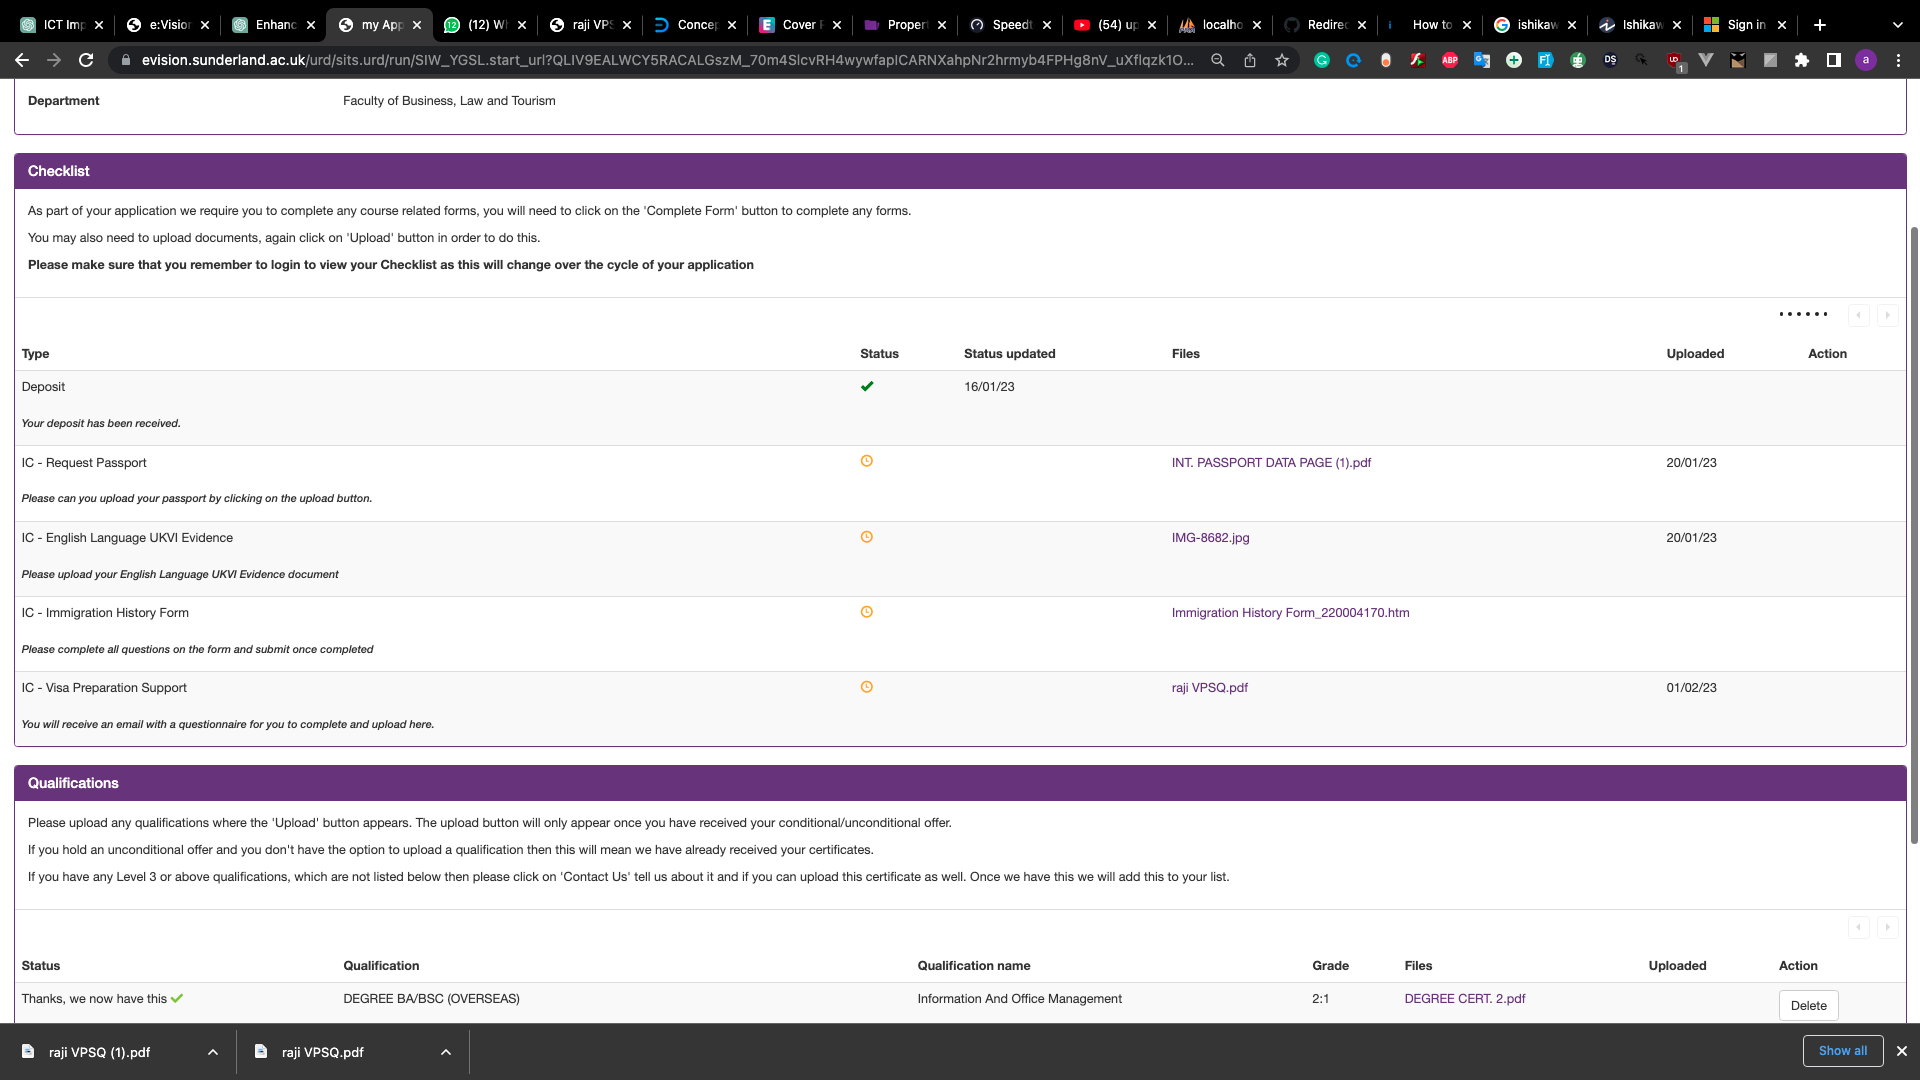 ICT Imp
e:Vision
Enhanc
my App
(12) Wh
raji VPS
Concep
Cover P
Propert
Speedt
(54) up
localho
Redirec
How to
ishikaw
Ishikaw
Sign in
evision.sunderland.ac.uk/urd/sits.urd/run/SIW_YGSL.start_url?QLIV9EALWCY5RACALGszM_70m4SlcvRH4wywfapICARNXahpNr2hrmyb4FPHg8nV_uXflqzk1O...
Department Faculty of Business, Law and Tourism
Checklist
As part of your application we require you to complete any course related forms, you will need to click on the 'Complete Form' button to complete any forms.
You may also need to upload documents, again click on 'Upload' button in order to do this.
Please make sure that you remember to login to view your Checklist as this will change over the cycle of your application
Type Status Status updated Files Uploaded Action
Deposit 16/01/23
Your deposit has been received.
IC - Request Passport INT. PASSPORT DATA PAGE (1).pdf 20/01/23
Please can you upload your passport by clicking on the upload button.
IC - English Language UKVI Evidence IMG-8682.jpg 20/01/23
Please upload your English Language UKVI Evidence document
IC - Immigration History Form Immigration History Form_220004170.htm
Please complete all questions on the form and submit once completed
IC - Visa Preparation Support raji VPSQ.pdf 01/02/23
You will receive an email with a questionnaire for you to complete and upload here.
Qualifications
Please upload any qualifications where the 'Upload' button appears. The upload button will only appear once you have received your conditional/unconditional offer.
If you hold an unconditional offer and you don't have the option to upload a qualification then this will mean we have already received your certificates.
If you have any Level 3 or above qualifications, which are not listed below then please click on 'Contact Us' tell us about it and if you can upload this certificate as well. Once we have this we will add this to your list.
Status Qualification Qualification name Grade Files Uploaded Action
Thanks, we now have this DEGREE BA/BSC (OVERSEAS) Information And Office Management 2:1 DEGREE CERT. 2.pdf Delete
raji VPSQ (1).pdf raji VPSQ.pdf Show all